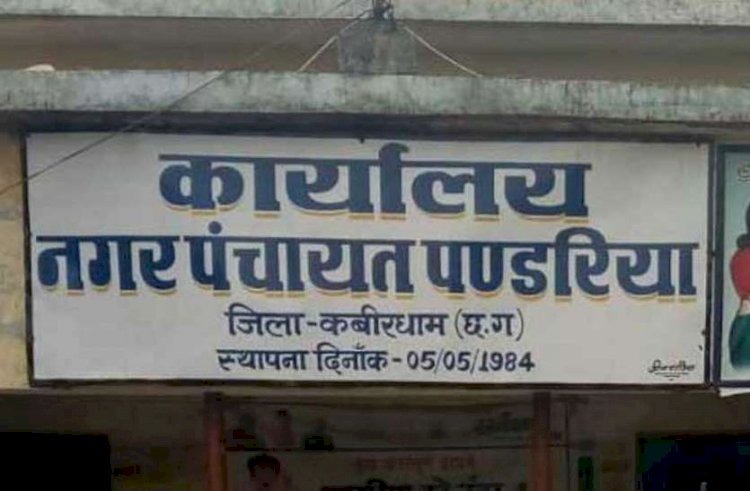 कार्यालय
नगर पंचायत पण्डरिया
जिला-कबीरधाम (छ.ग)
स्थापना दिनाँक-05/05/1984